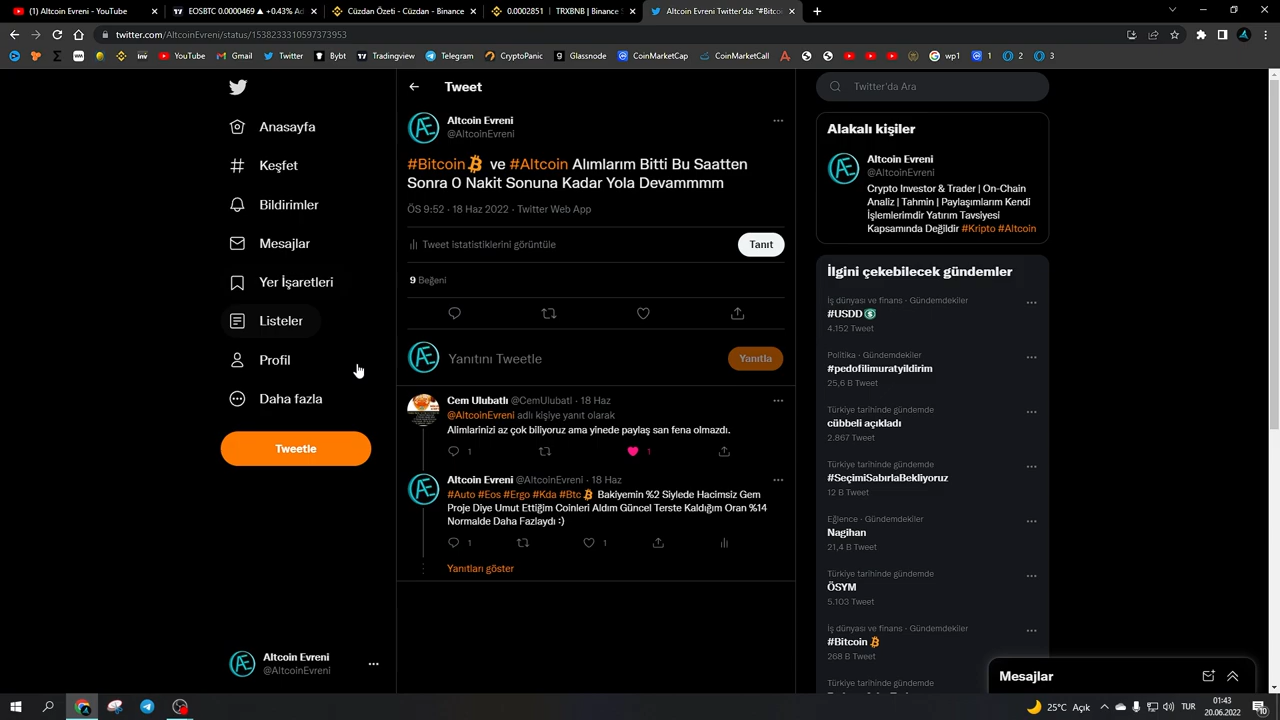 (1) Altcoin Evreni - YouTube
EOSBTC 0.0000469 ▲ +0.43% Ad
Cüzdan Özeti - Cüzdan - Binance
0.0002851 | TRXBNB | Binance S
Altcoin Evreni Twitter'da: "#Bitcoi
twitter.com/AltcoinEvreni/status/1538233310597373953
YouTube
Gmail
Twitter
Bybt
Tradingview
Telegram
CryptoPanic
Glassnode
CoinMarketCap
CoinMarketCall
wp1
1
2
3
Anasayfa
Keşfet
Bildirimler
Mesajlar
Yer İşaretleri
Listeler
Profil
Daha fazla
Tweetle
Altcoin Evreni
@AltcoinEvreni
Tweet
Altcoin Evreni
@AltcoinEvreni
#Bitcoin ve #Altcoin Alımlarım Bitti Bu Saatten
Sonra 0 Nakit Sonuna Kadar Yola Devammmm
ÖS 9:52 · 18 Haz 2022 · Twitter Web App
Tweet istatistiklerini görüntüle
Tanıt
9 Beğeni
Yanıtını Tweetle
Yanıtla
Cem Ulubatlı @CemUlubatl · 18 Haz
@AltcoinEvreni adlı kişiye yanıt olarak
Alimlarinizi az çok biliyoruz ama yinede paylaş san fena olmazdı.
1
1
Altcoin Evreni @AltcoinEvreni · 18 Haz
#Auto #Eos #Ergo #Kda #Btc Bakiyemin %2 Siylede Hacimsiz Gem
Proje Diye Umut Ettiğim Coinleri Aldım Güncel Terste Kaldığım Oran %14
Normalde Daha Fazlaydı :)
1
1
Yanıtları göster
Twitter'da Ara
Alakalı kişiler
Altcoin Evreni
@AltcoinEvreni
Crypto Investor & Trader | On-Chain
Analiz | Tahmin | Paylaşımlarım Kendi
İşlemlerimdir Yatırım Tavsiyesi
Kapsamında Değildir #Kripto #Altcoin
İlgini çekebilecek gündemler
İş dünyası ve finans · Gündemdekiler
#USDD
4.152 Tweet
Politika · Gündemdekiler
#pedofilimuratyildirim
25,6 B Tweet
Türkiye tarihinde gündemde
cübbeli açıkladı
2.867 Tweet
Türkiye tarihinde gündemde
#SeçimiSabırlaBekliyoruz
12 B Tweet
Eğlence · Gündemdekiler
Nagihan
21,4 B Tweet
Türkiye tarihinde gündemde
ÖSYM
5.103 Tweet
İş dünyası ve finans · Gündemdekiler
#Bitcoin
268 B Tweet
Türkiye tarihinde gündemde
Mesajlar
25°C Açık
TUR
01:43
20.06.2022
10